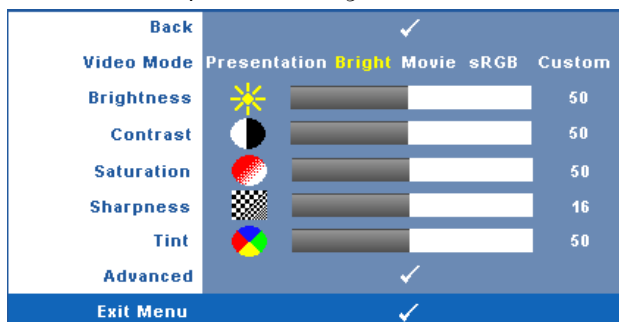 Back
Video Mode Presentation Bright Movie sRGB Custom
Brightness 50
Contrast 50
Saturation 50
Sharpness 16
Tint 50
Advanced
Exit Menu